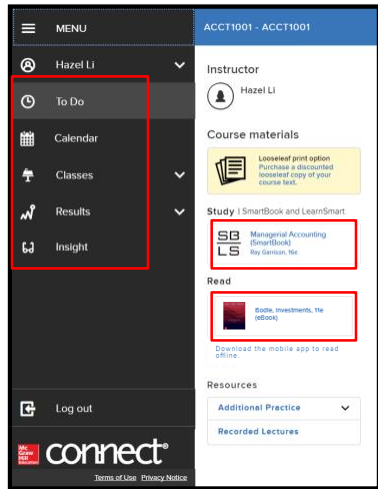 MENU
Hazel Li
To Do
Calendar
Classes
Results
Insight
Log out
Mc
Graw
Hill
Education
connect®
Terms of Use Privacy Notice
ACCT1001 - ACCT1001
Instructor
Hazel Li
Course materials
Looseleaf print option
Purchase a discounted
looseleaf copy of your
course text.
Study | SmartBook and LearnSmart
SB
LS
Managerial Accounting
(SmartBook)
Ray Garrison, 16e
Read
Bodie, Investments, 11e
(eBook)
Download the mobile app to read
offline.
Resources
Additional Practice
Recorded Lectures